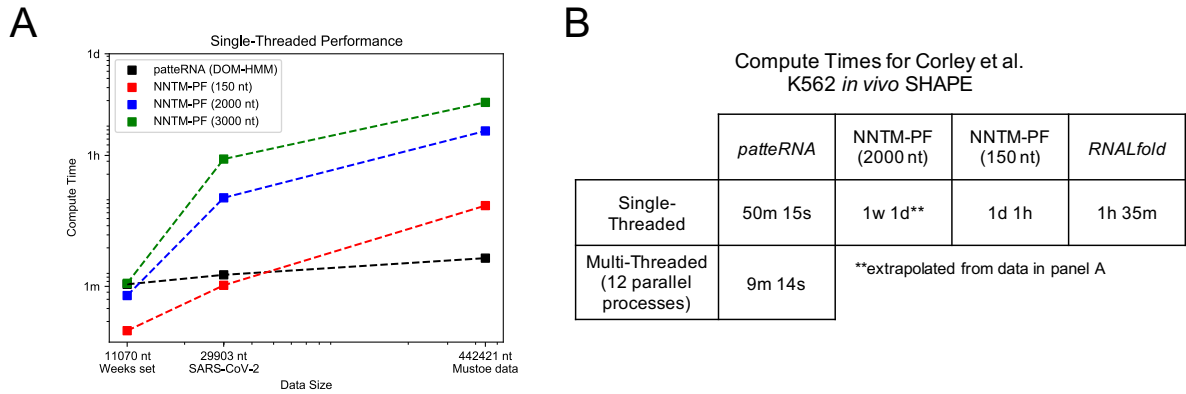 A
Single-Threaded Performance
1d
1h
1m
Compute Time
patteRNA (DOM-HMM)
NNTM-PF (150 nt)
NNTM-PF (2000 nt)
NNTM-PF (3000 nt)
11070 nt
Weeks set
29903 nt
SARS-CoV-2
442421 nt
Mustoe data
Data Size
B
Compute Times for Corley et al.
K562 in vivo SHAPE
patteRNA
NNTM-PF
(2000 nt)
NNTM-PF
(150 nt)
RNALfold
Single-
Threaded
50m 15s
1w 1d**
1d 1h
1h 35m
Multi-Threaded
(12 parallel
processes)
9m 14s
**extrapolated from data in panel A